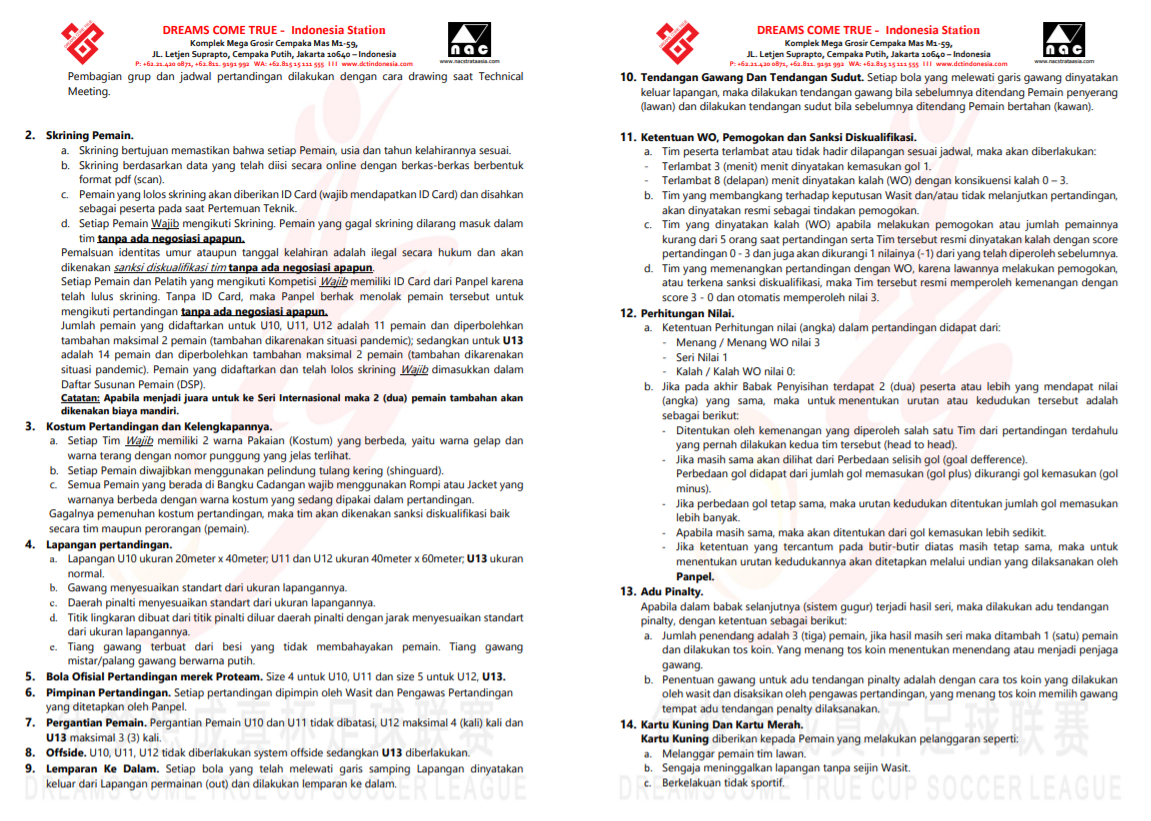 DREAMS COME TRUE - Indonesia Station
Komplek Mega Grosir Cempaka Mas M1-59,
JL. Letjen Suprapto, Cempaka Putih, Jakarta 10640 – Indonesia
P: +62.21.420 0871, +62.811. 9191 992 WA: +62.815 15 111 555 I I I www.dctindonesia.com
nac
www.nacstrataasia.com
Pembagian grup dan jadwal pertandingan dilakukan dengan cara drawing saat Technical
Meeting.
2. Skrining Pemain.
a. Skrining bertujuan memastikan bahwa setiap Pemain, usia dan tahun kelahirannya sesuai.
b. Skrining berdasarkan data yang telah diisi secara online dengan berkas-berkas berbentuk
format pdf (scan).
c. Pemain yang lolos skrining akan diberikan ID Card (wajib mendapatkan ID Card) dan disahkan
sebagai peserta pada saat Pertemuan Teknik.
d. Setiap Pemain Wajib mengikuti Skrining. Pemain yang gagal skrining dilarang masuk dalam
tim tanpa ada negosiasi apapun.
Pemalsuan identitas umur ataupun tanggal kelahiran adalah ilegal secara hukum dan akan
dikenakan sanksi diskualifikasi tim tanpa ada negosiasi apapun.
Setiap Pemain dan Pelatih yang mengikuti Kompetisi Wajib memiliki ID Card dari Panpel karena
telah lulus skrining. Tanpa ID Card, maka Panpel berhak menolak pemain tersebut untuk
mengikuti pertandingan tanpa ada negosiasi apapun.
Jumlah pemain yang didaftarkan untuk U10, U11, U12 adalah 11 pemain dan diperbolehkan
tambahan maksimal 2 pemain (tambahan dikarenakan situasi pandemic); sedangkan untuk U13
adalah 14 pemain dan diperbolehkan tambahan maksimal 2 pemain (tambahan dikarenakan
situasi pandemic). Pemain yang didaftarkan dan telah lolos skrining Wajib dimasukkan dalam
Daftar Susunan Pemain (DSP).
Catatan: Apabila menjadi juara untuk ke Seri Internasional maka 2 (dua) pemain tambahan akan
dikenakan biaya mandiri.
3. Kostum Pertandingan dan Kelengkapannya.
a. Setiap Tim Wajib memiliki 2 warna Pakaian (Kostum) yang berbeda, yaitu warna gelap dan
warna terang dengan nomor punggung yang jelas terlihat.
b. Setiap Pemain diwajibkan menggunakan pelindung tulang kering (shinguard).
c. Semua Pemain yang berada di Bangku Cadangan wajib menggunakan Rompi atau Jacket yang
warnanya berbeda dengan warna kostum yang sedang dipakai dalam pertandingan.
Gagalnya pemenuhan kostum pertandingan, maka tim akan dikenakan sanksi diskualifikasi baik
secara tim maupun perorangan (pemain).
4. Lapangan pertandingan.
a. Lapangan U10 ukuran 20meter x 40meter; U11 dan U12 ukuran 40meter x 60meter; U13 ukuran
normal.
b. Gawang menyesuaikan standart dari ukuran lapangannya.
c. Daerah pinalti menyesuaikan standart dari ukuran lapangannya.
d. Titik lingkaran dibuat dari titik pinalti diluar daerah pinalti dengan jarak menyesuaikan standart
dari ukuran lapangannya.
e. Tiang gawang terbuat dari besi yang tidak membahayakan pemain. Tiang gawang
mistar/palang gawang berwarna putih.
5. Bola Ofisial Pertandingan merek Proteam. Size 4 untuk U10, U11 dan size 5 untuk U12, U13.
6. Pimpinan Pertandingan. Setiap pertandingan dipimpin oleh Wasit dan Pengawas Pertandingan
yang ditetapkan oleh Panpel.
7. Pergantian Pemain. Pergantian Pemain U10 dan U11 tidak dibatasi, U12 maksimal 4 (kali) kali dan
U13 maksimal 3 (3) kali.
8. Offside. U10, U11, U12 tidak diberlakukan system offside sedangkan U13 diberlakukan.
9. Lemparan Ke Dalam. Setiap bola yang telah melewati garis samping Lapangan dinyatakan
keluar dari Lapangan permainan (out) dan dilakukan lemparan ke dalam.
成真杯足球联赛
DREAMS COME TRUE CUP SOCCER LEAGUE
DREAMS COME TRUE - Indonesia Station
Komplek Mega Grosir Cempaka Mas M1-59,
JL. Letjen Suprapto, Cempaka Putih, Jakarta 10640 – Indonesia
P: +62.21.420 0871, +62.811. 9191 992 WA: +62.815 15 111 555 I I I www.dctindonesia.com
nac
www.nacstrataasia.com
10. Tendangan Gawang Dan Tendangan Sudut. Setiap bola yang melewati garis gawang dinyatakan
keluar lapangan, maka dilakukan tendangan gawang bila sebelumnya ditendang Pemain penyerang
(lawan) dan dilakukan tendangan sudut bila sebelumnya ditendang Pemain bertahan (kawan).
11. Ketentuan WO, Pemogokan dan Sanksi Diskualifikasi.
a. Tim peserta terlambat atau tidak hadir dilapangan sesuai jadwal, maka akan diberlakukan:
- Terlambat 3 (menit) menit dinyatakan kemasukan gol 1.
- Terlambat 8 (delapan) menit dinyatakan kalah (WO) dengan konsikuensi kalah 0 – 3.
b. Tim yang membangkang terhadap keputusan Wasit dan/atau tidak melanjutkan pertandingan,
akan dinyatakan resmi sebagai tindakan pemogokan.
c. Tim yang dinyatakan kalah (WO) apabila melakukan pemogokan atau jumlah pemainnya
kurang dari 5 orang saat pertandingan serta Tim tersebut resmi dinyatakan kalah dengan score
pertandingan 0 - 3 dan juga akan dikurangi 1 nilainya (-1) dari yang telah diperoleh sebelumnya.
d. Tim yang memenangkan pertandingan dengan WO, karena lawannya melakukan pemogokan,
atau terkena sanksi diskualifikasi, maka Tim tersebut resmi memperoleh kemenangan dengan
score 3 - 0 dan otomatis memperoleh nilai 3.
12. Perhitungan Nilai.
a. Ketentuan Perhitungan nilai (angka) dalam pertandingan didapat dari:
- Menang / Menang WO nilai 3
- Seri Nilai 1
- Kalah / Kalah WO nilai 0:
b. Jika pada akhir Babak Penyisihan terdapat 2 (dua) peserta atau lebih yang mendapat nilai
(angka) yang sama, maka untuk menentukan urutan atau kedudukan tersebut adalah
sebagai berikut:
- Ditentukan oleh kemenangan yang diperoleh salah satu Tim dari pertandingan terdahulu
yang pernah dilakukan kedua tim tersebut (head to head).
- Jika masih sama akan dilihat dari Perbedaan selisih gol (goal defference).
Perbedaan gol didapat dari jumlah gol memasukan (gol plus) dikurangi gol kemasukan (gol
minus).
- Jika perbedaan gol tetap sama, maka urutan kedudukan ditentukan jumlah gol memasukan
lebih banyak.
- Apabila masih sama, maka akan ditentukan dari gol kemasukan lebih sedikit.
- Jika ketentuan yang tercantum pada butir-butir diatas masih tetap sama, maka untuk
menentukan urutan kedudukannya akan ditetapkan melalui undian yang dilaksanakan oleh
Panpel.
13. Adu Pinalty.
Apabila dalam babak selanjutnya (sistem gugur) terjadi hasil seri, maka dilakukan adu tendangan
pinalty, dengan ketentuan sebagai berikut:
a. Jumlah penendang adalah 3 (tiga) pemain, jika hasil masih seri maka ditambah 1 (satu) pemain
dan dilakukan tos koin. Yang menang tos koin menentukan menendang atau menjadi penjaga
gawang.
b. Penentuan gawang untuk adu tendangan pinalty adalah dengan cara tos koin yang dilakukan
oleh wasit dan disaksikan oleh pengawas pertandingan, yang menang tos koin memilih gawang
tempat adu tendangan penalty dilaksanakan.
14. Kartu Kuning Dan Kartu Merah.
Kartu Kuning diberikan kepada Pemain yang melakukan pelanggaran seperti:
a. Melanggar pemain tim lawan.
b. Sengaja meninggalkan lapangan tanpa seijin Wasit.
c. Berkelakuan tidak sportif.
真杯足球联赛
DREAMS COME TRUE CUP SOCCER LEAGUE